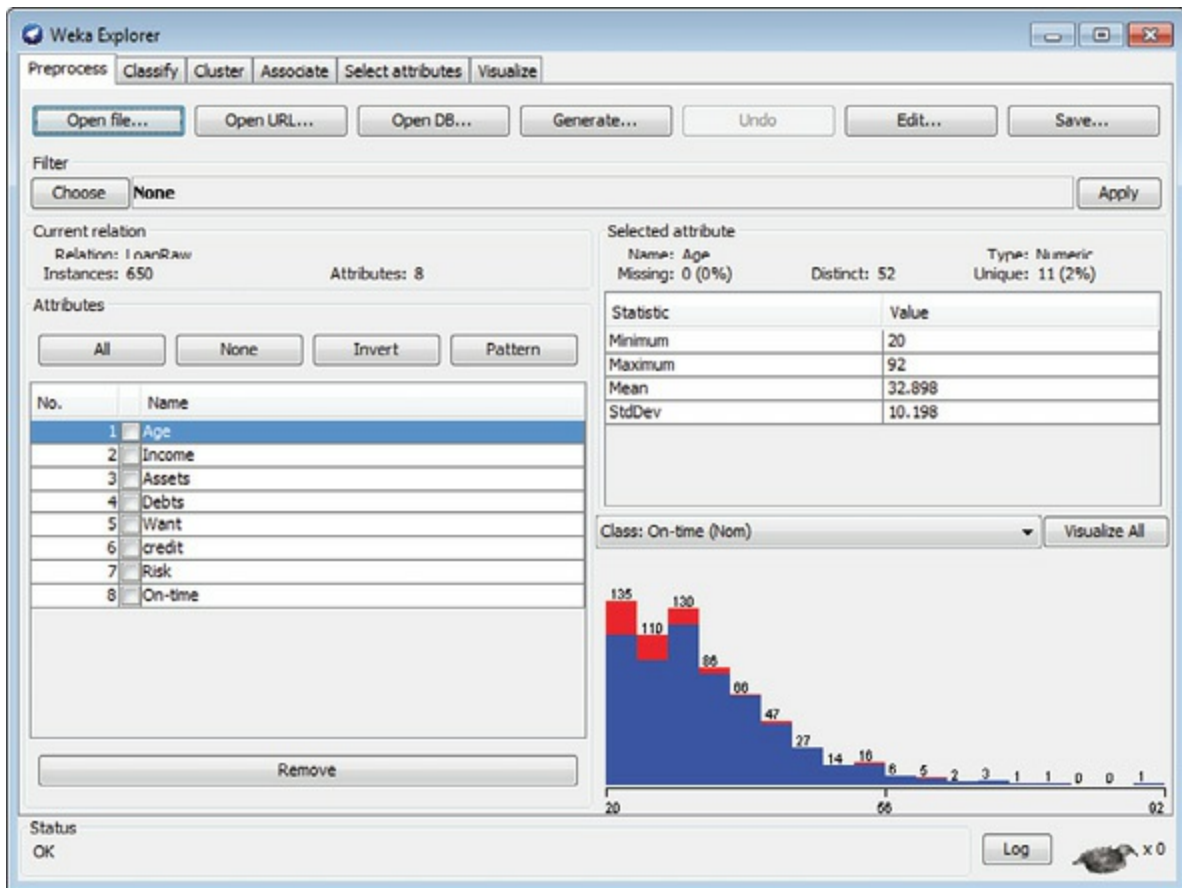 Weka Explorer
Preprocess Classify Cluster Associate Select attributes Visualize
Open file... Open URL... Open DB... Generate... Undo Edit... Save...
Filter
Choose None Apply
Current relation
Relation: LoanRaw
Instances: 650 Attributes: 8
Attributes
All None Invert Pattern
No. Name
1 Age
2 Income
3 Assets
4 Debts
5 Want
6 credit
7 Risk
8 On-time
Remove
Selected attribute
Name: Age Type: Numeric
Missing: 0 (0%) Distinct: 52 Unique: 11 (2%)
Statistic Value
Minimum 20
Maximum 92
Mean 32.898
StdDev 10.198
Class: On-time (Nom) Visualize All
135 110 130 86 66 47 27 14 16 6 5 2 3 1 1 0 0 1
20 56 92
Status
OK
Log x 0